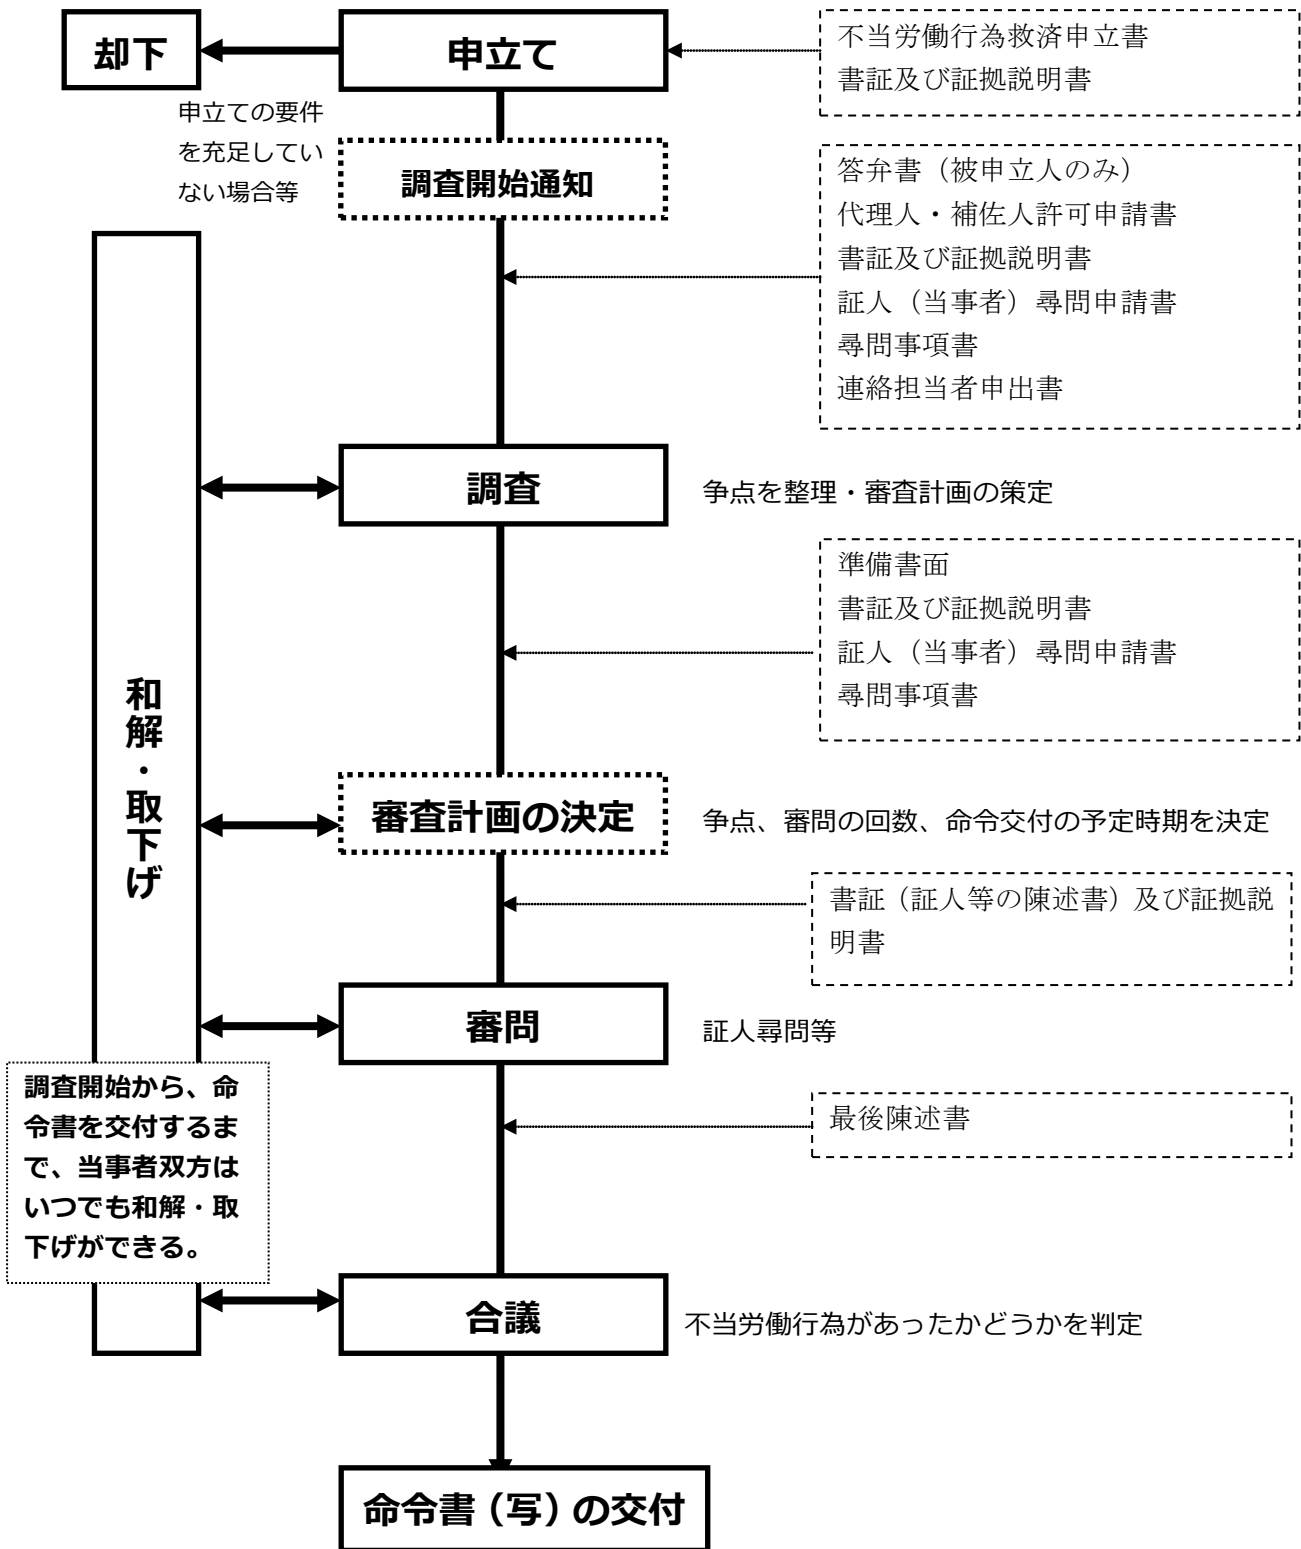 却下
申立て
不当労働行為救済申立書
書証及び証拠説明書
申立ての要件
を充足してい
ない場合等
調査開始通知
答弁書（被申立人のみ）
代理人・補佐人許可申請書
書証及び証拠説明書
証人（当事者）尋問申請書
尋問事項書
連絡担当者申出書
調査
争点を整理・審査計画の策定
準備書面
書証及び証拠説明書
証人（当事者）尋問申請書
尋問事項書
和解・取下げ
審査計画の決定
争点、審問の回数、命令交付の予定時期を決定
書証（証人等の陳述書）及び証拠説
明書
審問
証人尋問等
調査開始から、命
令書を交付するま
で、当事者双方は
いつでも和解・取
下げができる。
最後陳述書
合議
不当労働行為があったかどうかを判定
命令書（写）の交付